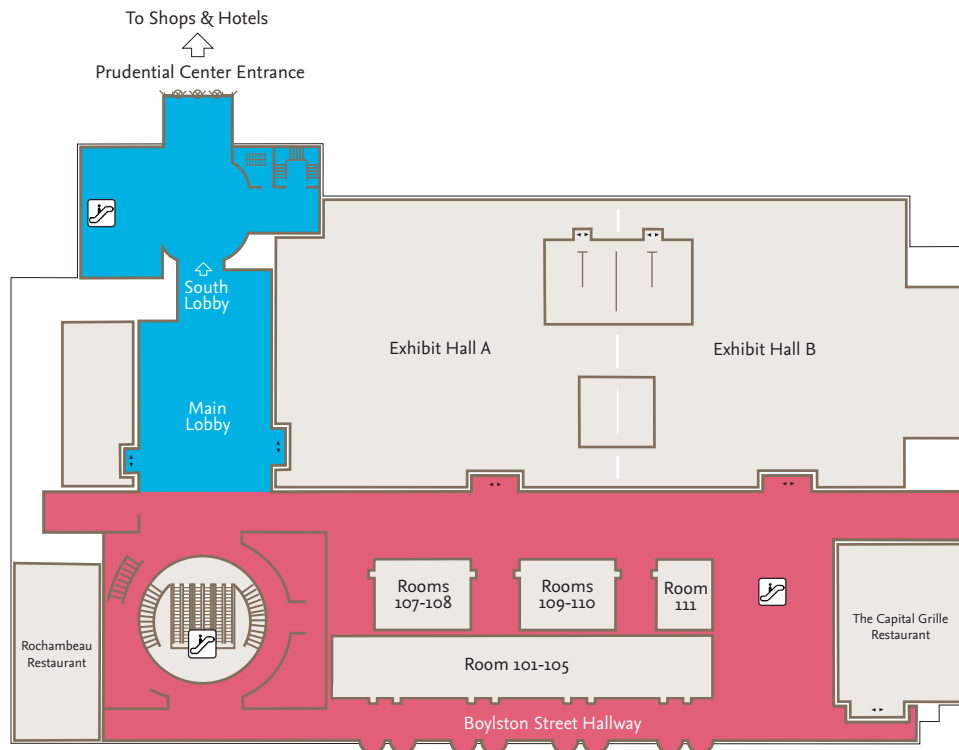 To Shops & Hotels
Prudential Center Entrance
South
Lobby
Exhibit Hall A
Exhibit Hall B
Main
Lobby
Rooms
107-108
Rooms
109-110
Room
111
The Capital Grille
Restaurant
Rochambeau
Restaurant
Room 101-105
Boylston Street Hallway